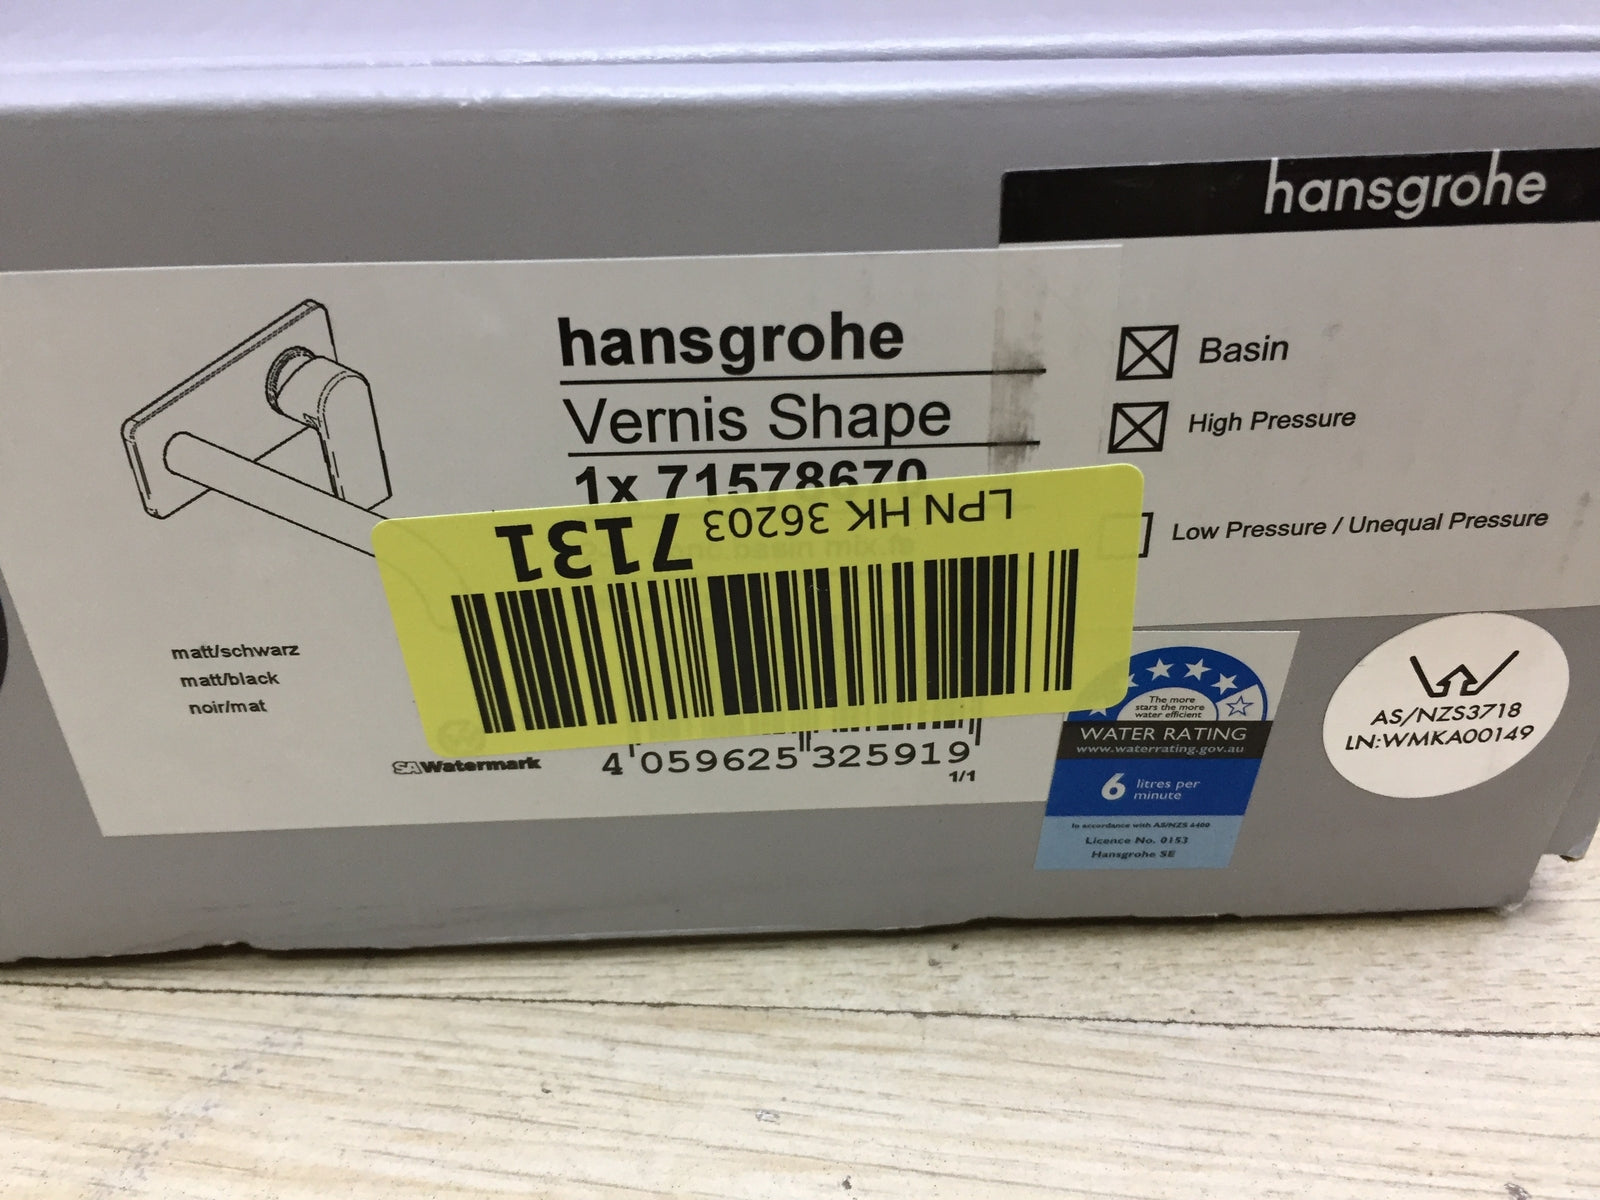 hansgrohe
hansgrohe
Vernis Shape
1x 71578670
Basin
High Pressure
Low Pressure / Unequal Pressure
LPN HK 36203
7131
matt/schwarz
matt/black
noir/mat
SA Watermark
4 059625 325919
1/1
The more
stars the more
water efficient
WATER RATING
www.waterrating.gov.au
6 litres per
minute
In accordance with AS/NZS 6400
Licence No. 0153
Hansgrohe SE
AS/NZS3718
LN:WMKA00149